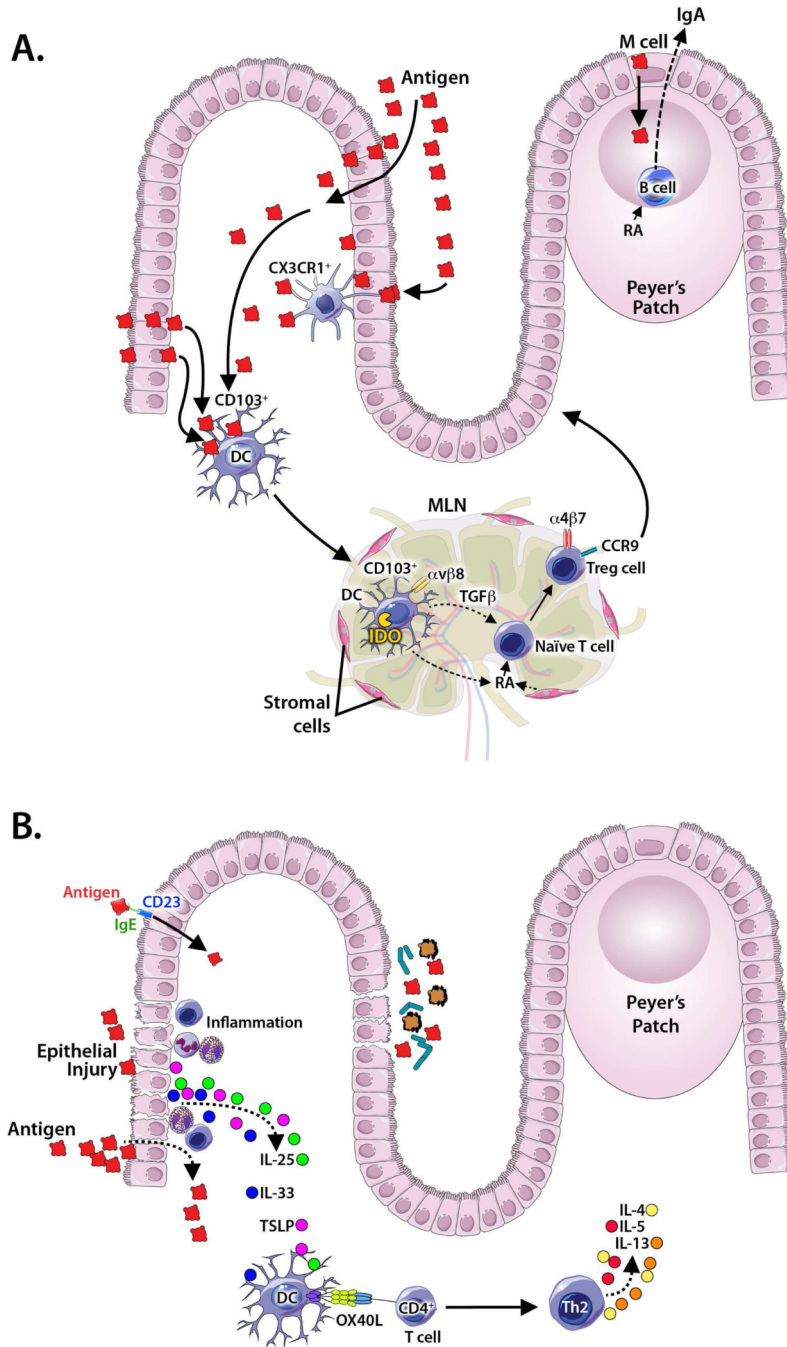 A.
IgA
M cell
Antigen
B cell
RA
CX3CR1⁺
Peyer's
Patch
CD103⁺
DC
MLN
α4β7
CCR9
Treg cell
CD103⁺
ανβ8
DC
TGFβ
IDO
Naïve T cell
RA
Stromal
cells
B.
Antigen
CD23
IgE
Inflammation
Peyer's
Patch
Epithelial
Injury
Antigen
IL-25
IL-33
TSLP
IL-4
IL-5
IL-13
DC
OX40L
CD4⁺
T cell
Th2